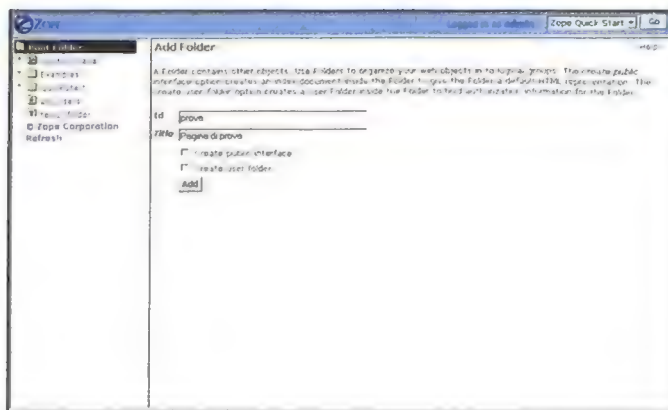 Zope
Logged in as admin Zope Quick Start Go
Root Folder
Add Folder
Help
Examples
A Folder contains other objects. Use Folders to organize your web objects in to logical groups. The create public
interface option creates an index document inside the Folder to give the Folder a default HTML representation. The
create user folder option creates a User Folder inside the Folder to hold authorization information for the Folder.
© Zope Corporation
Refresh
Id prova
Title Pagina di prova
Create public interface
Create user folder
Add